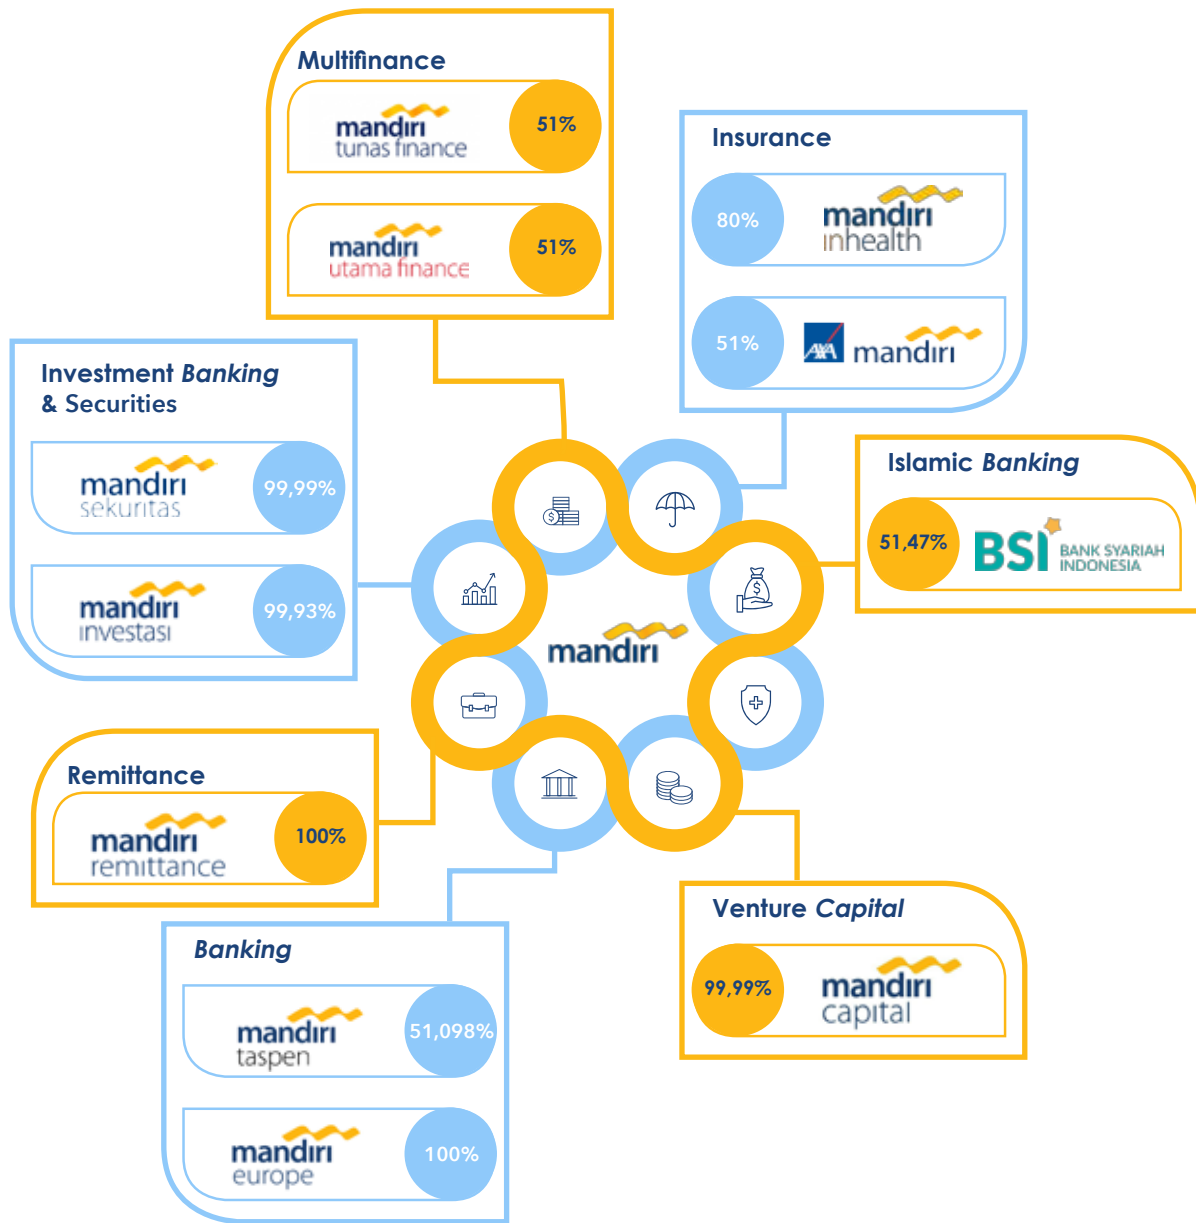 Multifinance
mandiri
tunas finance
51%
mandiri
utama finance
51%
Insurance
80%
mandiri
inhealth
51%
AXA mandiri
Investment Banking
& Securities
mandiri
sekuritas
99,99%
mandiri
investasi
99,93%
Islamic Banking
51,47%
BSI BANK SYARIAH
INDONESIA
mandiri
Remittance
mandiri
remittance
100%
Venture Capital
99,99%
mandiri
capital
Banking
mandiri
taspen
51,098%
mandiri
europe
100%